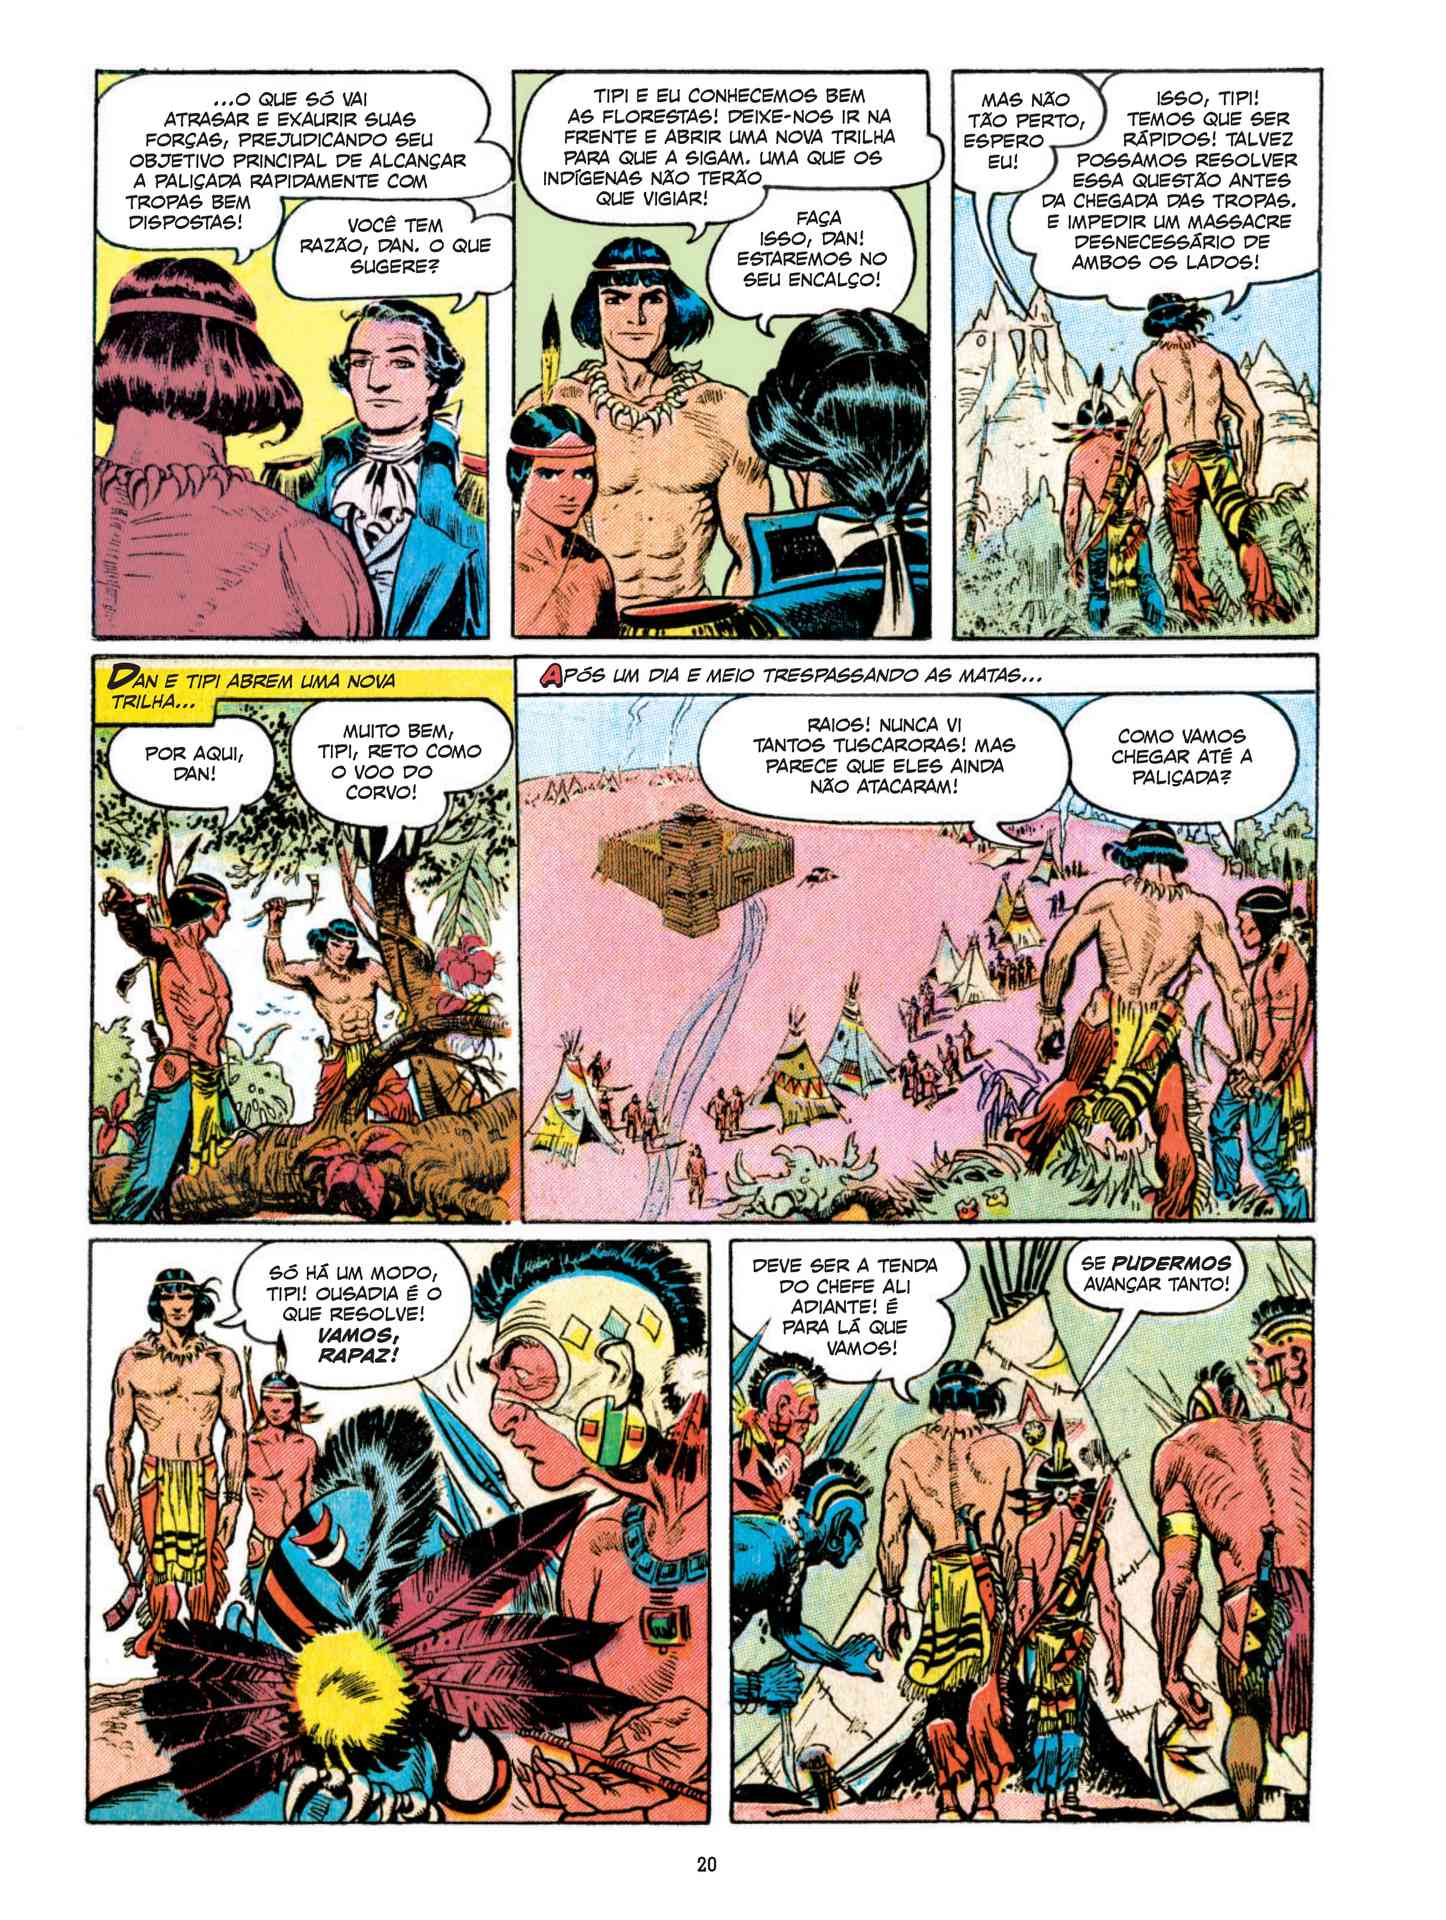 ...O QUE SÓ VAI
ATRASAR E EXAURIR SUAS
FORÇAS, PREJUDICANDO SEU
OBJETIVO PRINCIPAL DE ALCANÇAR
A PALIÇADA RAPIDAMENTE COM
TROPAS BEM
DISPOSTAS!
VOCÊ TEM
RAZÃO, DAN. O QUE
SUGERE?
TIPI E EU CONHECEMOS BEM
AS FLORESTAS! DEIXE-NOS IR NA
FRENTE E ABRIR UMA NOVA TRILHA
PARA QUE A SIGAM. UMA QUE OS
INDÍGENAS NÃO TERÃO
QUE VIGIAR!
FAÇA
ISSO, DAN!
ESTAREMOS NO
SEU ENCALÇO!
MAS NÃO
TÃO PERTO,
ESPERO
EU!
ISSO, TIPI!
TEMOS QUE SER
RÁPIDOS! TALVEZ
POSSAMOS RESOLVER
ESSA QUESTÃO ANTES
DA CHEGADA DAS TROPAS.
E IMPEDIR UM MASSACRE
DESNECESSÁRIO DE
AMBOS OS LADOS!
DAN E TIPI ABREM UMA NOVA
TRILHA...
POR AQUI,
DAN!
MUITO BEM,
TIPI, RETO COMO
O VOO DO
CORVO!
APÓS UM DIA E MEIO TRESPASSANDO AS MATAS...
RAIOS! NUNCA VI
TANTOS TUSCARORAS! MAS
PARECE QUE ELES AINDA
NÃO ATACARAM!
COMO VAMOS
CHEGAR ATÉ A
PALIÇADA?
SÓ HÁ UM MODO,
TIPI! OUSADIA É O
QUE RESOLVE!
VAMOS,
RAPAZ!
DEVE SER A TENDA
DO CHEFE ALI
ADIANTE! É
PARA LÁ QUE
VAMOS!
SE PUDERMOS
AVANÇAR TANTO!
20